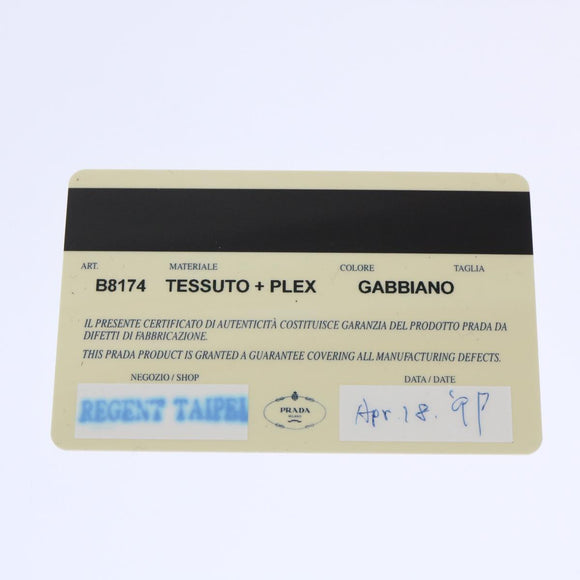 ART. MATERIALE COLORE TAGLIA
B8174 TESSUTO + PLEX GABBIANO
IL PRESENTE CERTIFICATO DI AUTENTICITÀ COSTITUISCE GARANZIA DEL PRODOTTO PRADA DA
DIFETTI DI FABBRICAZIONE.
THIS PRADA PRODUCT IS GRANTED A GUARANTEE COVERING ALL MANUFACTURING DEFECTS.
NEGOZIO / SHOP DATA / DATE
REGENT TAIPEI PRADA Apr. 18. '97
MILANO